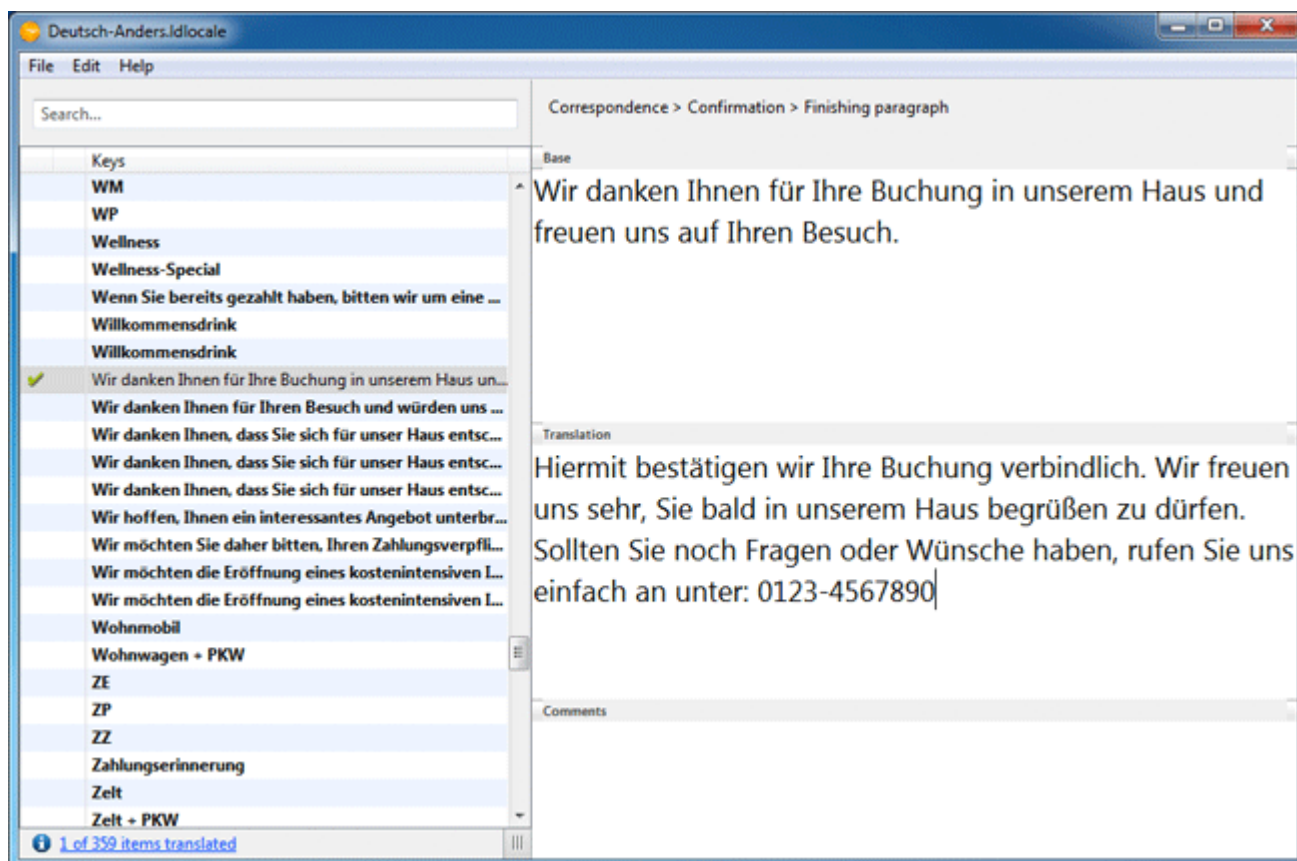 Deutsch-Anders.ldlocale
File Edit Help
Search...
Keys
WM
WP
Wellness
Wellness-Special
Wenn Sie bereits gezahlt haben, bitten wir um eine ...
Willkommensdrink
Willkommensdrink
Wir danken Ihnen für Ihre Buchung in unserem Haus un...
Wir danken Ihnen für Ihren Besuch und würden uns ...
Wir danken Ihnen, dass Sie sich für unser Haus entsc...
Wir danken Ihnen, dass Sie sich für unser Haus entsc...
Wir danken Ihnen, dass Sie sich für unser Haus entsc...
Wir hoffen, Ihnen ein interessantes Angebot unterbr...
Wir möchten Sie daher bitten, Ihren Zahlungsverpfli...
Wir möchten die Eröffnung eines kostenintensiven I...
Wir möchten die Eröffnung eines kostenintensiven I...
Wohnmobil
Wohnwagen + PKW
ZE
ZP
ZZ
Zahlungserinnerung
Zelt
Zelt + PKW
1 of 359 items translated
Correspondence > Confirmation > Finishing paragraph
Base
Wir danken Ihnen für Ihre Buchung in unserem Haus und
freuen uns auf Ihren Besuch.
Translation
Hiermit bestätigen wir Ihre Buchung verbindlich. Wir freuen
uns sehr, Sie bald in unserem Haus begrüßen zu dürfen.
Sollten Sie noch Fragen oder Wünsche haben, rufen Sie uns
einfach an unter: 0123-4567890
Comments